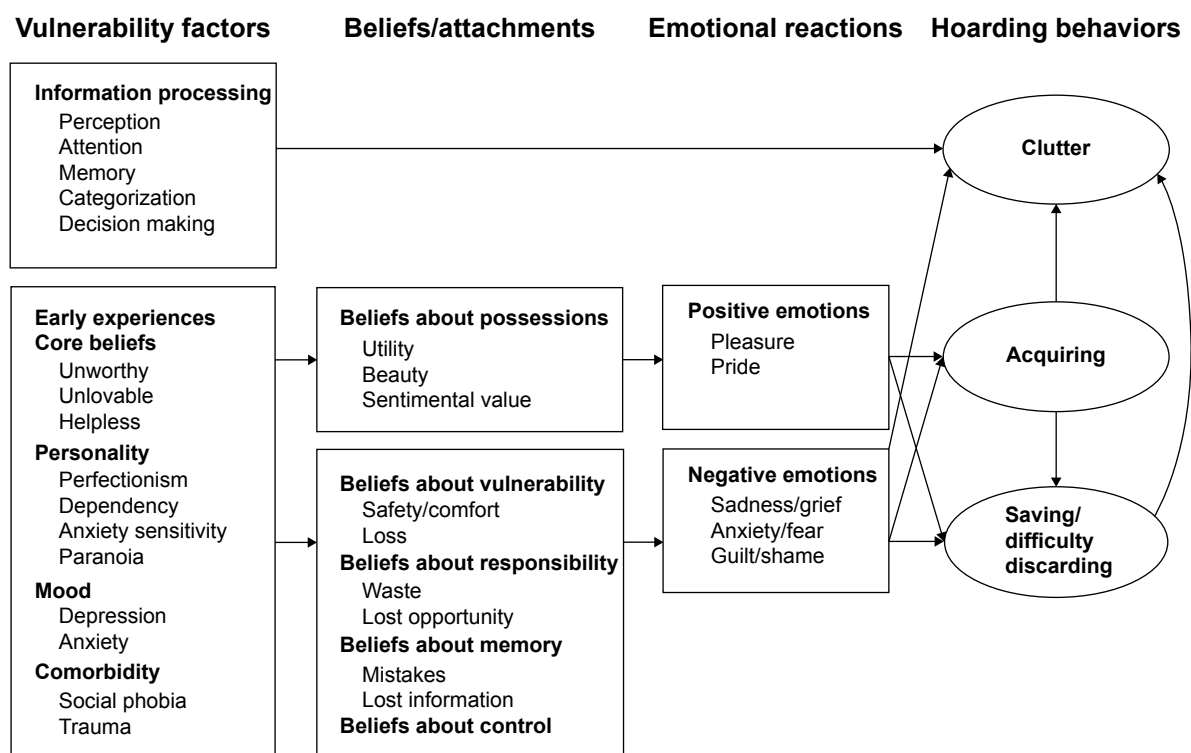 Vulnerability factors
Beliefs/attachments
Emotional reactions
Hoarding behaviors
Information processing
Perception
Attention
Memory
Categorization
Decision making
Early experiences
Core beliefs
Unworthy
Unlovable
Helpless
Personality
Perfectionism
Dependency
Anxiety sensitivity
Paranoia
Mood
Depression
Anxiety
Comorbidity
Social phobia
Trauma
Beliefs about possessions
Utility
Beauty
Sentimental value
Beliefs about vulnerability
Safety/comfort
Loss
Beliefs about responsibility
Waste
Lost opportunity
Beliefs about memory
Mistakes
Lost information
Beliefs about control
Positive emotions
Pleasure
Pride
Negative emotions
Sadness/grief
Anxiety/fear
Guilt/shame
Clutter
Acquiring
Saving/
difficulty
discarding